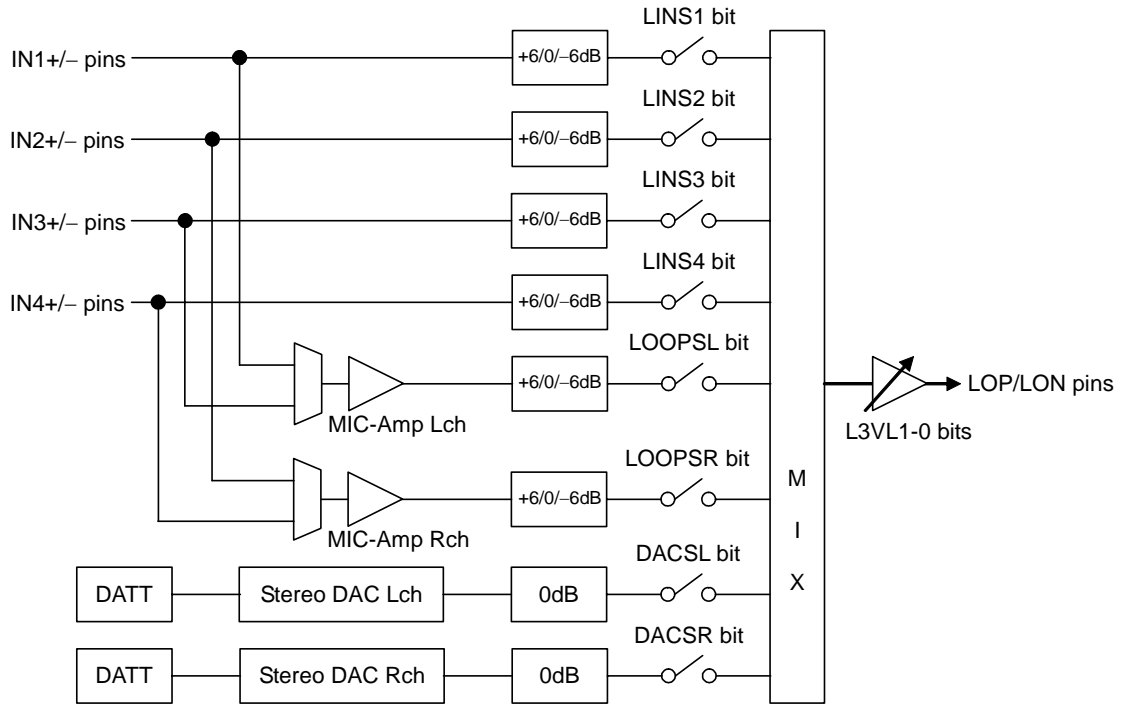 LINS1 bit
IN1+/− pins
+6/0/−6dB
LINS2 bit
IN2+/− pins
+6/0/−6dB
LINS3 bit
IN3+/− pins
+6/0/−6dB
LINS4 bit
IN4+/− pins
+6/0/−6dB
LOOPSL bit
+6/0/−6dB
MIC-Amp Lch
LOP/LON pins
L3VL1-0 bits
LOOPSR bit
+6/0/−6dB
MIC-Amp Rch
M
I
X
DACSL bit
DATT
Stereo DAC Lch
0dB
DACSR bit
DATT
Stereo DAC Rch
0dB